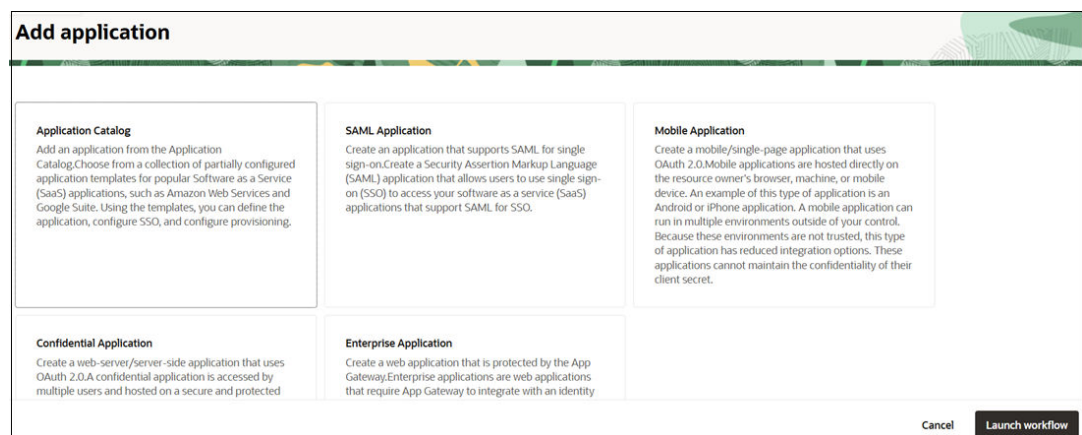 Add application
Application Catalog
Add an application from the Application
Catalog.Choose from a collection of partially configured
application templates for popular Software as a Service
(SaaS) applications, such as Amazon Web Services and
Google Suite. Using the templates, you can define the
application, configure SSO, and configure provisioning.
SAML Application
Create an application that supports SAML for single
sign-on.Create a Security Assertion Markup Language
(SAML) application that allows users to use single sign-
on (SSO) to access your software as a service (SaaS)
applications that support SAML for SSO.
Mobile Application
Create a mobile/single-page application that uses
OAuth 2.0.Mobile applications are hosted directly on
the resource owner's browser, machine, or mobile
device. An example of this type of application is an
Android or iPhone application. A mobile application can
run in multiple environments outside of your control.
Because these environments are not trusted, this type
of application has reduced integration options. These
applications cannot maintain the confidentiality of their
client secret.
Confidential Application
Create a web-server/server-side application that uses
OAuth 2.0.A confidential application is accessed by
multiple users and hosted on a secure and protected
Enterprise Application
Create a web application that is protected by the App
Gateway.Enterprise applications are web applications
that require App Gateway to integrate with an identity
Cancel
Launch workflow